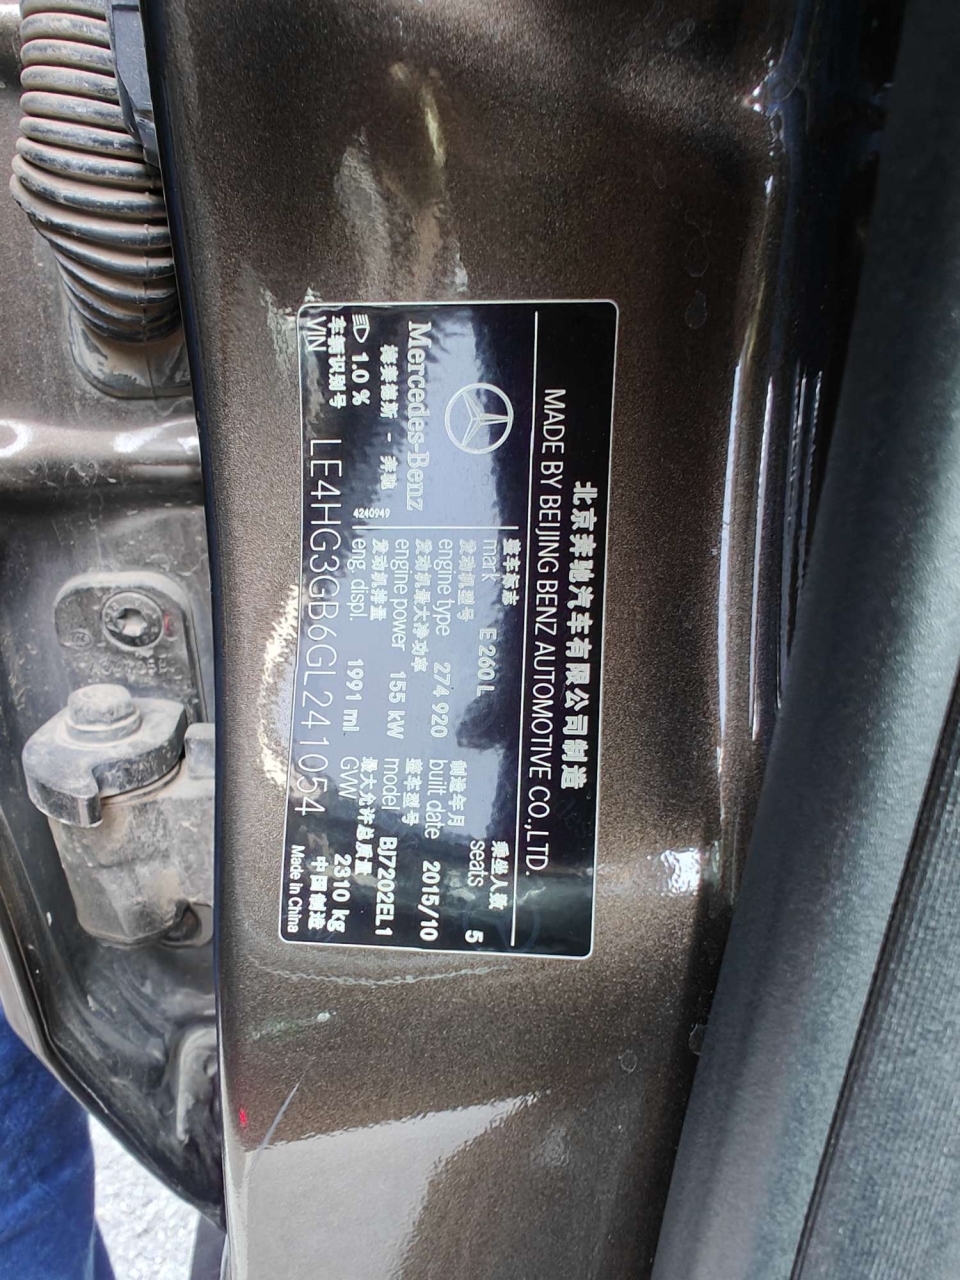 北京奔驰汽车有限公司制造
MADE BY BEIJING BENZ AUTOMOTIVE CO.,LTD.
Mercedes-Benz
梅赛德斯 - 奔驰
1.0 %
4240949
整车标志
mark E 260 L
发动机型号
engine type 274 920
发动机最大净功率
engine power 155 kW
发动机排量
eng. displ. 1991 ml
乘坐人数
seats 5
制造年月
built date 2015/10
整车型号
model BJ7202EL1
最大允许总质量
GVW 2310 kg
车辆识别号
VIN LE4HG3GB6GL241054
中国制造
Made in China